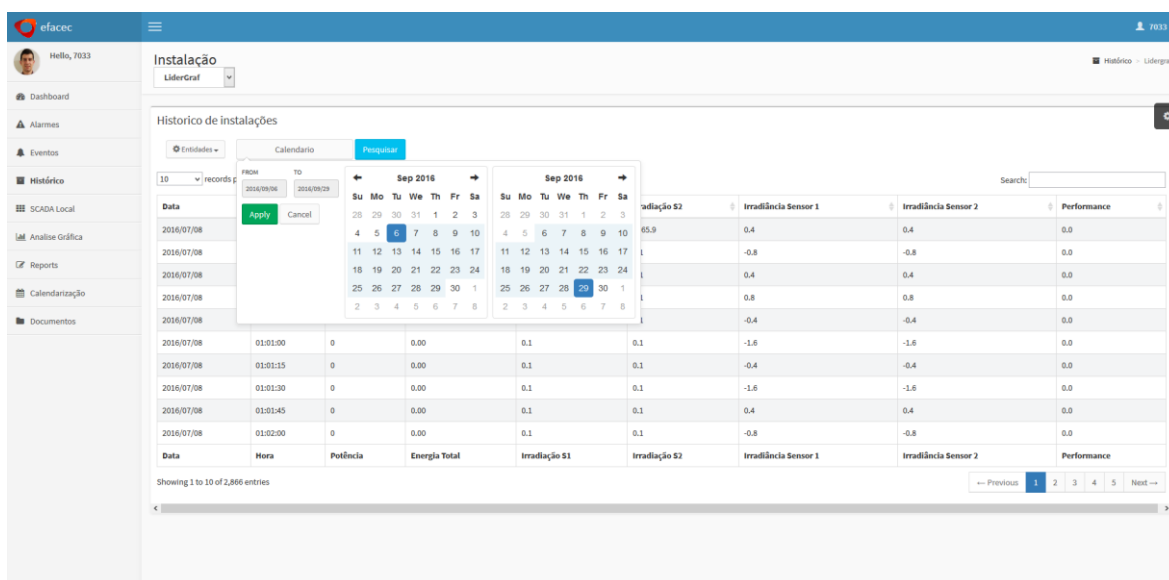 efacec
7033
Hello, 7033
Instalação
LiderGraf
Histórico > Lidergra
Dashboard
Alarmes
Eventos
Histórico
SCADA Local
Analise Gráfica
Reports
Calendarização
Documentos
Historico de instalações
Entidades
Calendario
Pesquisar
10 records p
Search:
FROM TO
2016/09/06 2016/09/29
Apply Cancel
Sep 2016
Su Mo Tu We Th Fr Sa
28 29 30 31 1 2 3
4 5 6 7 8 9 10
11 12 13 14 15 16 17
18 19 20 21 22 23 24
25 26 27 28 29 30 1
2 3 4 5 6 7 8
Sep 2016
Su Mo Tu We Th Fr Sa
28 29 30 31 1 2 3
4 5 6 7 8 9 10
11 12 13 14 15 16 17
18 19 20 21 22 23 24
25 26 27 28 29 30 1
2 3 4 5 6 7 8
Data radiação S2 Irradiância Sensor 1 Irradiância Sensor 2 Performance
2016/07/08 65.9 0.4 0.4 0.0
2016/07/08 -0.8 -0.8 0.0
2016/07/08 0.4 0.4 0.0
2016/07/08 0.8 0.8 0.0
2016/07/08 -0.4 -0.4 0.0
2016/07/08 01:01:00 0 0.00 0.1 0.1 -1.6 -1.6 0.0
2016/07/08 01:01:15 0 0.00 0.1 0.1 -0.4 -0.4 0.0
2016/07/08 01:01:30 0 0.00 0.1 0.1 -1.6 -1.6 0.0
2016/07/08 01:01:45 0 0.00 0.1 0.1 0.4 0.4 0.0
2016/07/08 01:02:00 0 0.00 0.1 0.1 -0.8 -0.8 0.0
Data Hora Potência Energia Total Irradiação S1 Irradiação S2 Irradiância Sensor 1 Irradiância Sensor 2 Performance
Showing 1 to 10 of 2,866 entries
← Previous 1 2 3 4 5 Next →